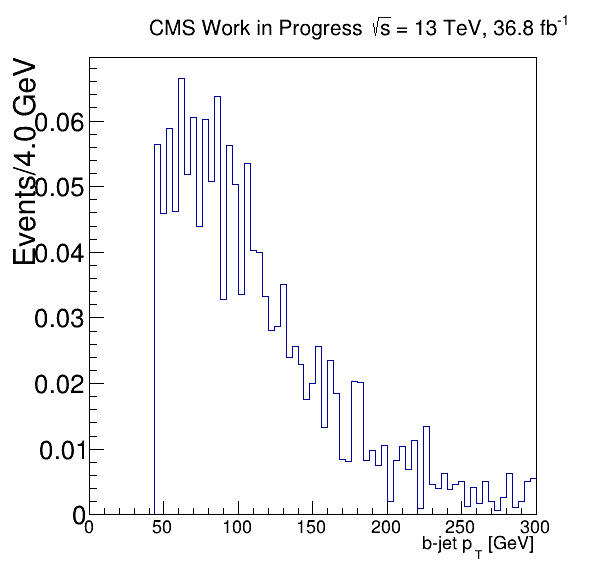 CMS Work in Progress √s = 13 TeV, 36.8 fb⁻¹
Events/4.0 GeV
0.06
0.05
0.04
0.03
0.02
0.01
0
0 50 100 150 200 250 300
b-jet p_T [GeV]